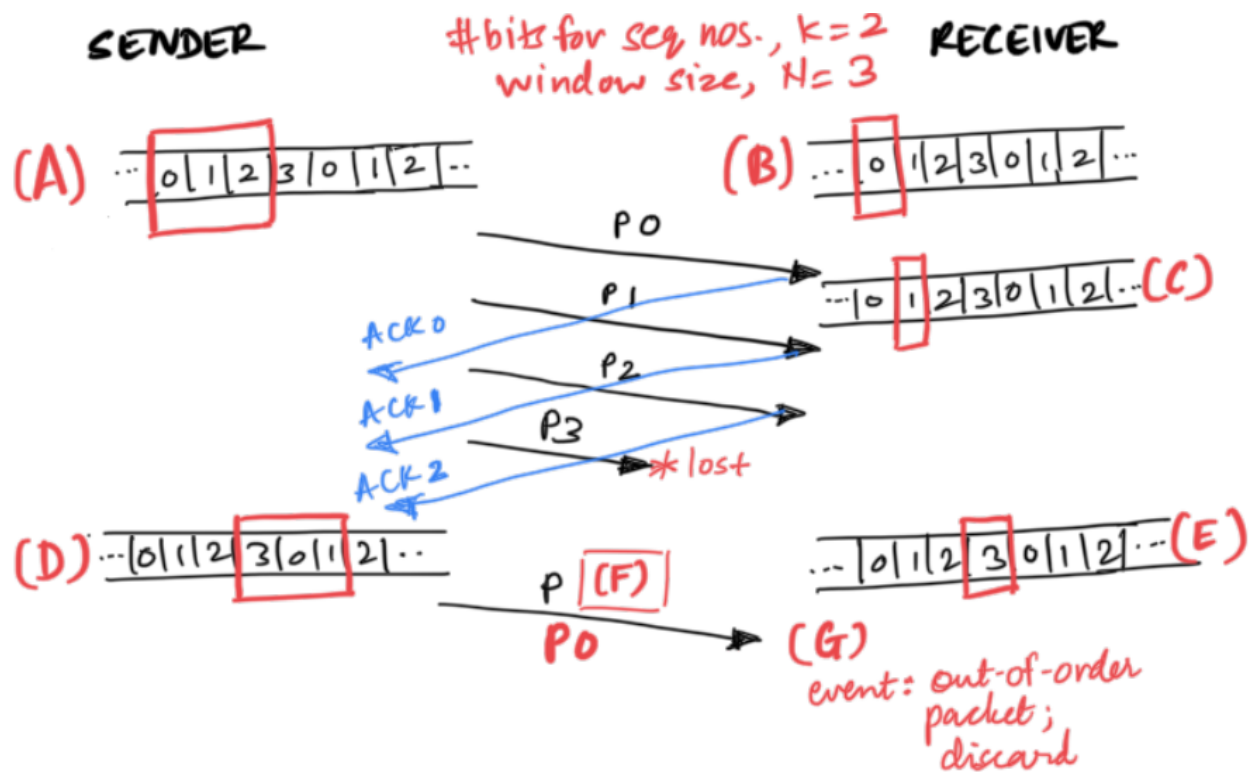 SENDER
#bits for seq nos., k=2
window size, N=3
RECEIVER
(A)
... 0 | 1 | 2 | 3 | 0 | 1 | 2 | ...
(B)
... 0 | 1 | 2 | 3 | 0 | 1 | 2 | ...
P0
... | 0 | 1 | 2 | 3 | 0 | 1 | 2 | ...
(C)
P1
ACK0
P2
ACK1
P3
* lost
ACK2
(D)
... | 0 | 1 | 2 | 3 | 0 | 1 | 2 | ..
... | 0 | 1 | 2 | 3 | 0 | 1 | 2 | ...
(E)
P (F)
P0
(G)
event: out-of-order
packet;
discard